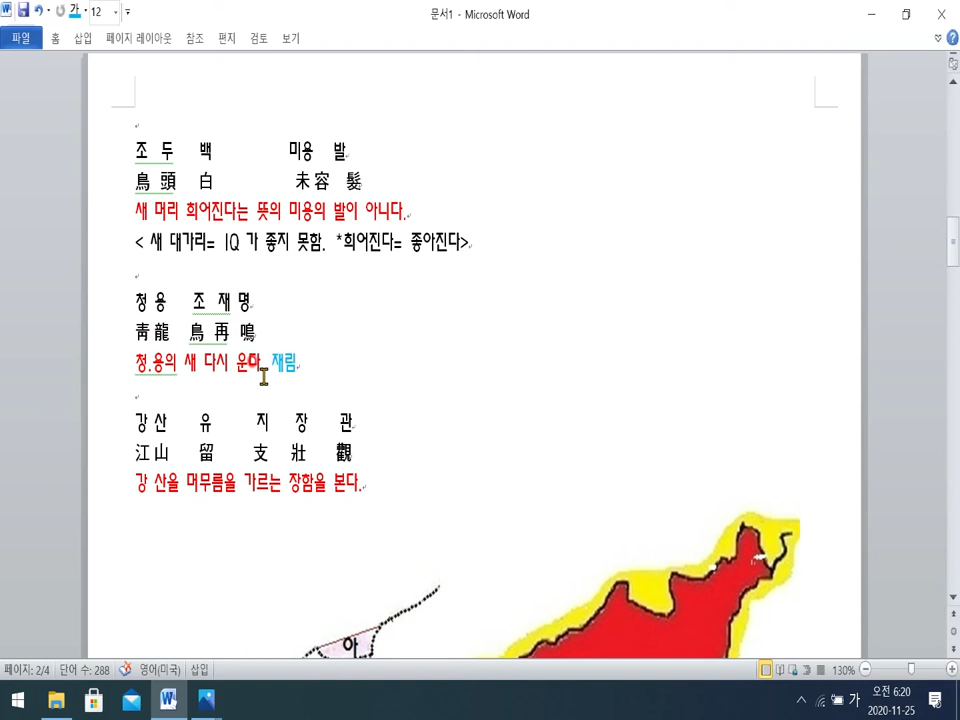 가 12
문서1 - Microsoft Word
파일 홈 삽입 페이지 레이아웃 참조 편지 검토 보기
조 두 백 미용 발
鳥 頭 白 未 容 髮
새 머리 희어진다는 뜻의 미용의 발이 아니다.
< 새 대가리= IQ 가 좋지 못함. *희어진다= 좋아진다>
청 용 조 재 명
靑 龍 鳥 再 鳴
청.용의 새 다시 운다. 재림
강 산 유 지 장 관
江 山 留 支 壯 觀
강 산을 머무름을 가르는 장함을 본다.
아
페이지: 2/4 단어 수: 288 영어(미국) 삽입 130%
가 오전 6:20
2020-11-25